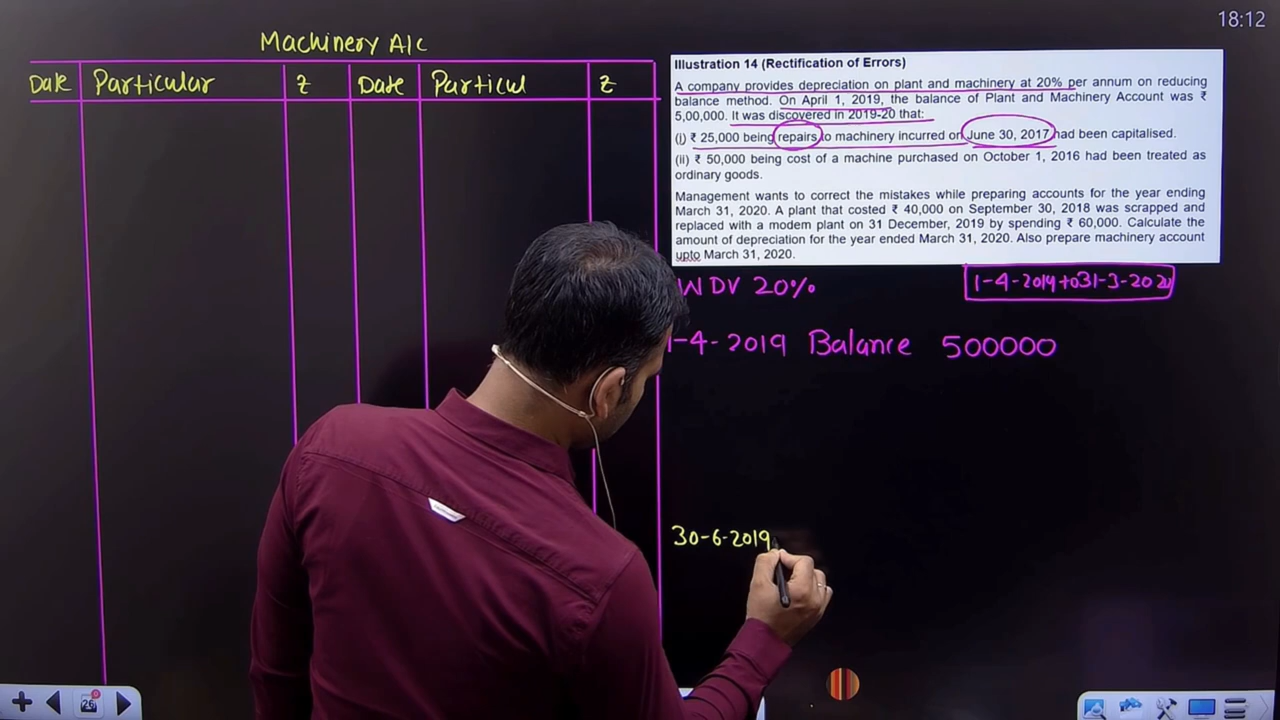 18:12
Machinery A/c
Date Particular ₹ Date Particul ₹
Illustration 14 (Rectification of Errors)
A company provides depreciation on plant and machinery at 20% per annum on reducing
balance method. On April 1, 2019, the balance of Plant and Machinery Account was ₹
5,00,000. It was discovered in 2019-20 that:
(i) ₹ 25,000 being repairs to machinery incurred on June 30, 2017 had been capitalised.
(ii) ₹ 50,000 being cost of a machine purchased on October 1, 2016 had been treated as
ordinary goods.
Management wants to correct the mistakes while preparing accounts for the year ending
March 31, 2020. A plant that costed ₹ 40,000 on September 30, 2018 was scrapped and
replaced with a modem plant on 31 December, 2019 by spending ₹ 60,000. Calculate the
amount of depreciation for the year ended March 31, 2020. Also prepare machinery account
upto March 31, 2020.
WDV 20%
1-4-2019 to 31-3-2020
1-4-2019 Balance 500000
30-6-2019
26